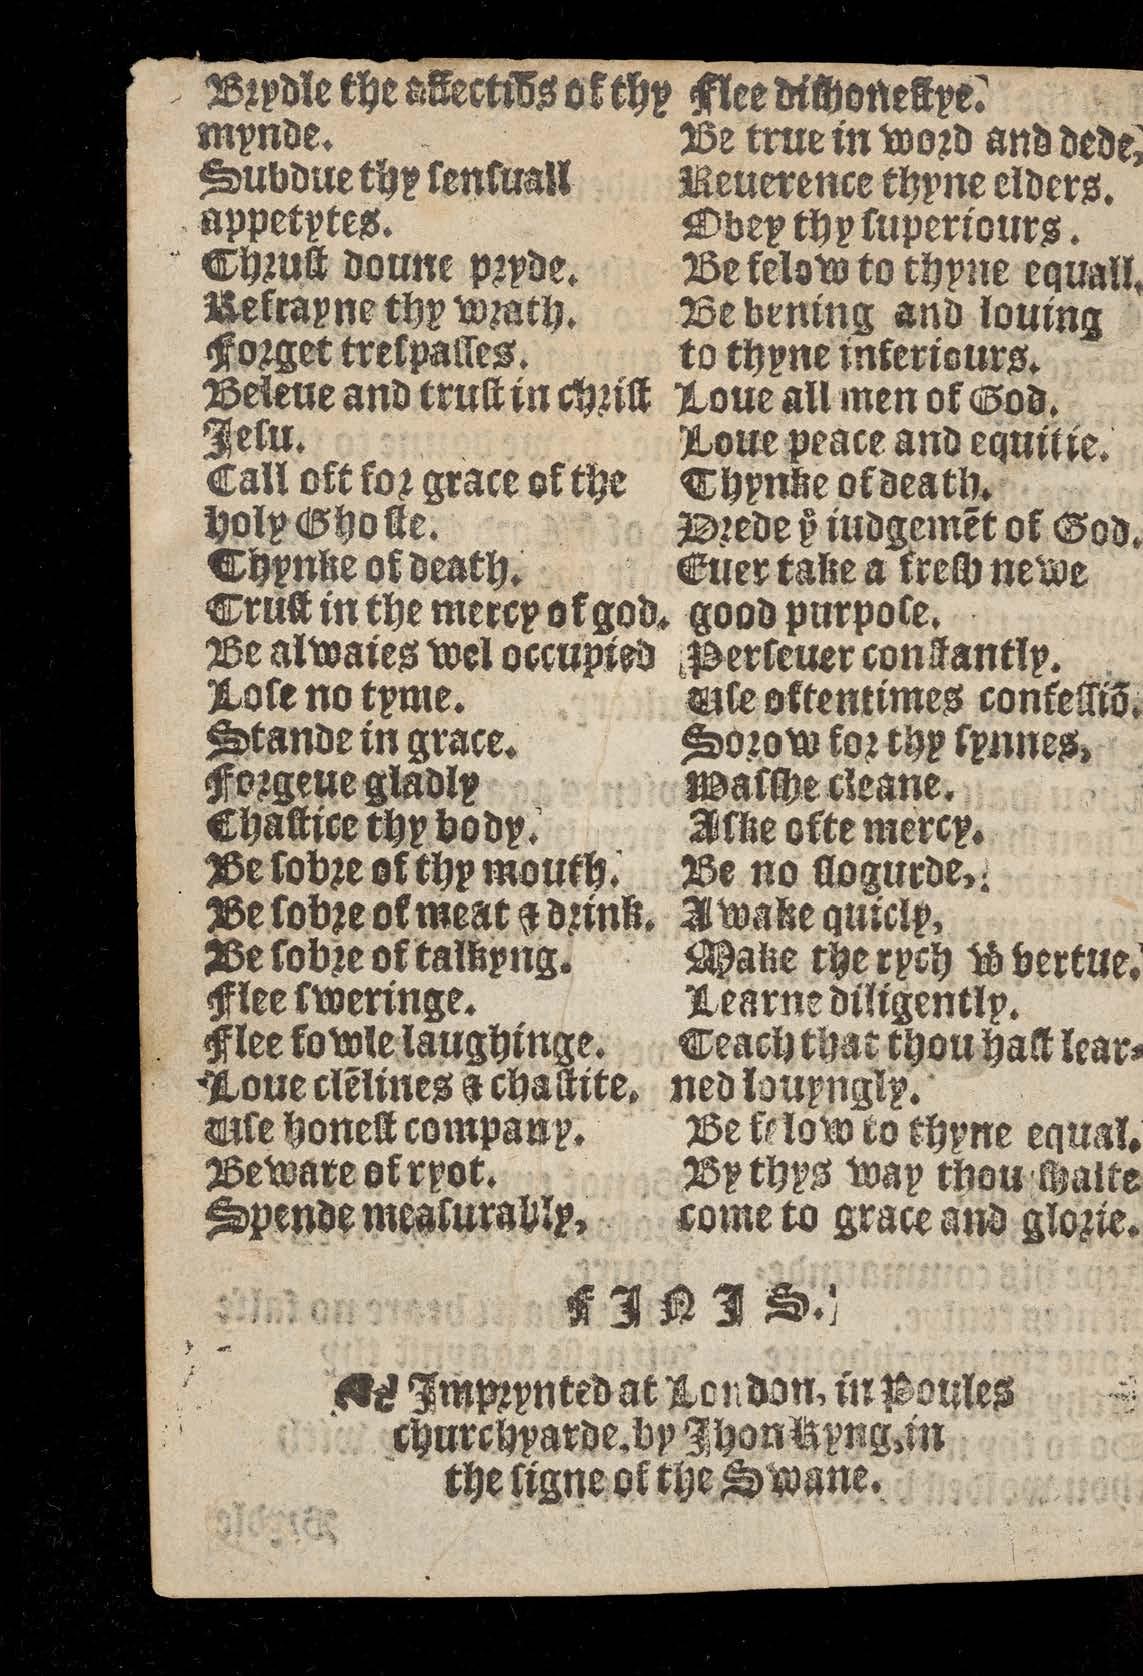 Brydle the affectiōs of thy
mynde.
Subdue thy ſenſuall
appetytes.
Thruſt doune pryde.
Refrayne thy wrath.
Forget treſpaſſes.
Beleue and truſt in chriſt
Jeſu.
Call oft for grace of the
holy Ghoſte.
Thynke of death.
Truſt in the mercy of god.
Be alwaies wel occupied
Loſe no tyme.
Stande in grace.
Forgeue gladly
Chaſtice thy body.
Be ſobre of thy mouth.
Be ſobre of meat & drink.
Be ſobre of talkyng.
Flee ſweringe.
Flee fowle laughinge.
Loue clēlines & chaſtite.
Uſe honeſt company.
Beware of ryot.
Spende meaſurably,
Flee diſhoneſtye.
Be true in word and dede,
Reuerence thyne elders.
Obey thy ſuperiours.
Be felow to thyne equall.
Be bening and louing
to thyne inferiours.
Loue all men of God.
Loue peace and equitie.
Thynke of death.
Drede yͤ iudgemēt of God.
Euer take a freſh newe
good purpoſe.
Perſeuer conſtantly.
Uſe oftentimes confeſſiō.
Sorow for thy ſynnes,
Waſſhe cleane.
Aſke ofte mercy.
Be no ſlogurde,
Awake quicly,
Make the rych wͭ vertue.
Learne diligently.
Teach that thou haſt lear⸗
ned louyngly.
Be felow to thyne equal.
By thys way thou ſhalte
come to grace and glorie.
FINIS.
☙ Imprynted at London, in Poules
churchyarde, by Jhon Kyng, in
the ſigne of the Swane.